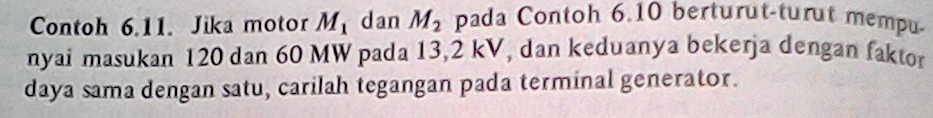 Contoh 6.11. Jika motor M₁ dan M₂ pada Contoh 6.10 berturut-turut mempu-
nyai masukan 120 dan 60 MW pada 13,2 kV, dan keduanya bekerja dengan faktor
daya sama dengan satu, carilah tegangan pada terminal generator.